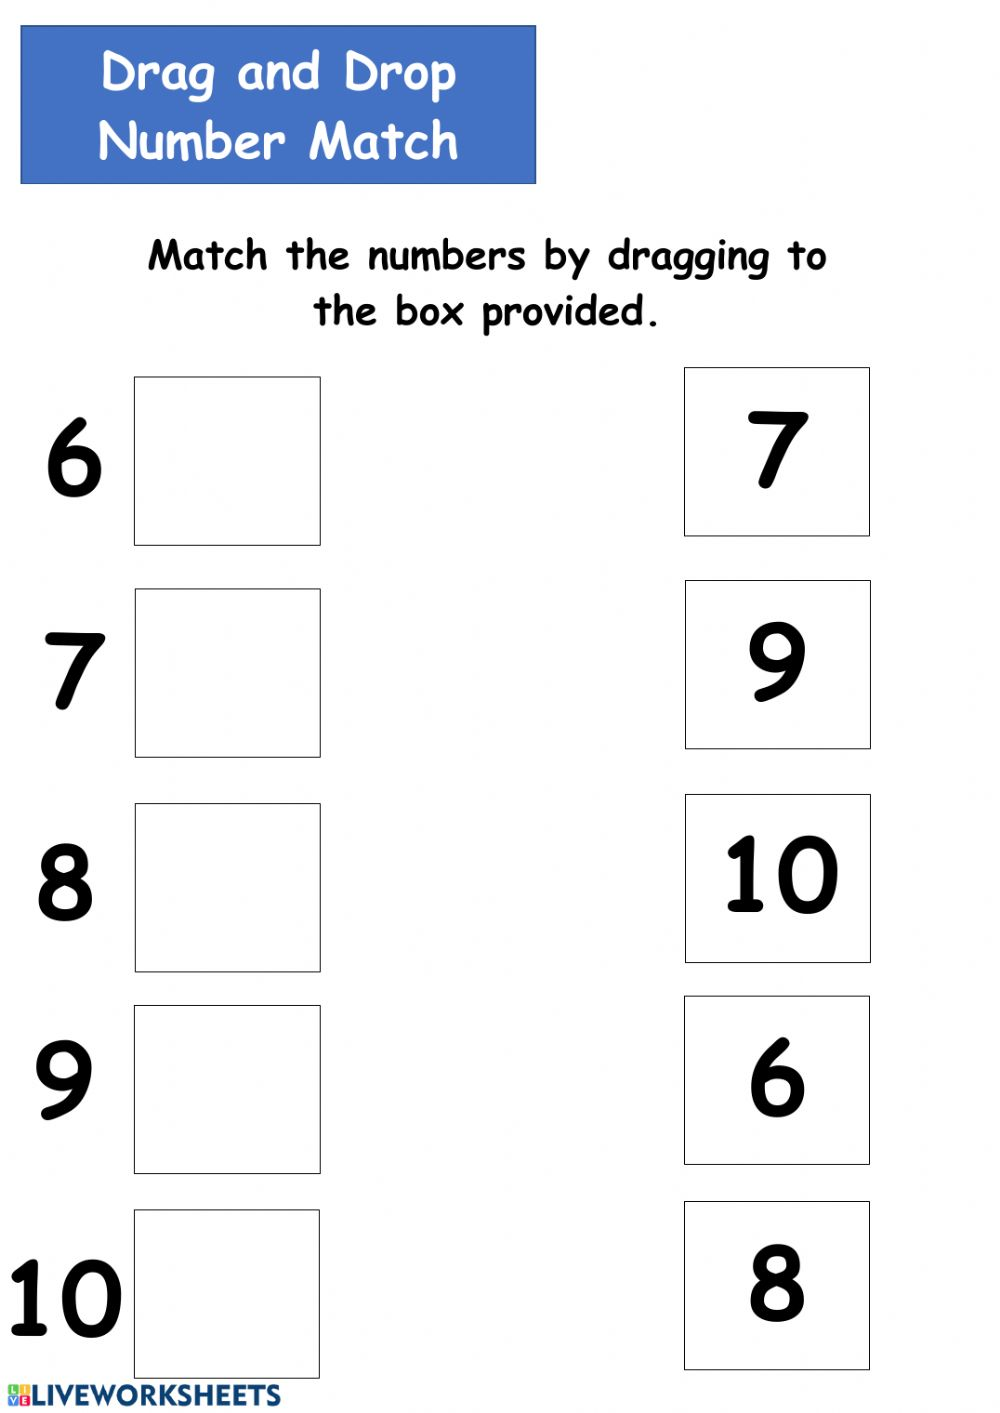 Drag and Drop
Number Match
Match the numbers by dragging to
the box provided.
6 7
7 9
8 10
9 6
10 8
LIVEWORKSHEETS